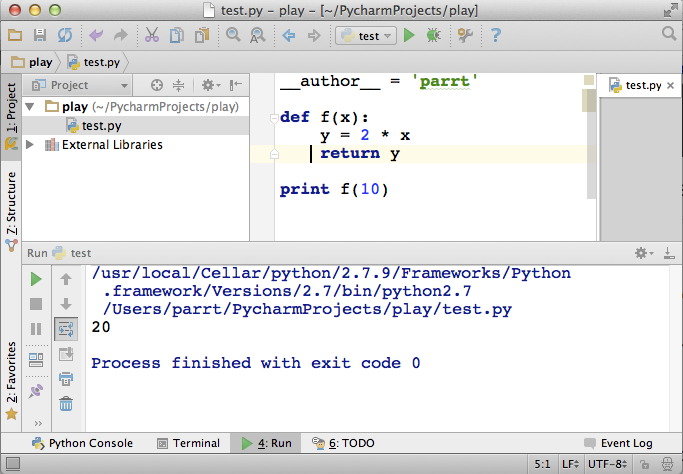 test.py – play – [~/PycharmProjects/play]
test
play
test.py
Project
__author__ = 'parrt'
def f(x):
y = 2 * x
return y
print f(10)
test.py
1: Project
play (~/PycharmProjects/play)
test.py
External Libraries
Z: Structure
2: Favorites
Run test
/usr/local/Cellar/python/2.7.9/Frameworks/Python
.framework/Versions/2.7/bin/python2.7
/Users/parrt/PycharmProjects/play/test.py
20
Process finished with exit code 0
Python Console
Terminal
4: Run
6: TODO
Event Log
5:1
LF
UTF-8